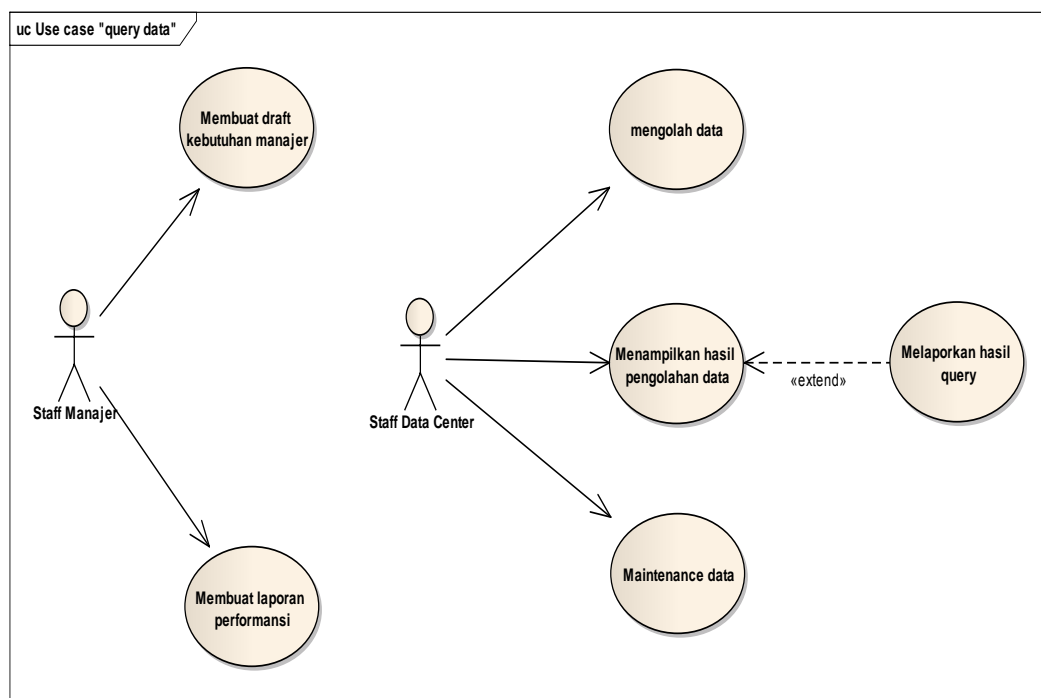 uc Use case "query data"
Membuat draft
kebutuhan manajer
mengolah data
Staff Manajer
Staff Data Center
Menampilkan hasil
pengolahan data
«extend»
Melaporkan hasil
query
Membuat laporan
performansi
Maintenance data